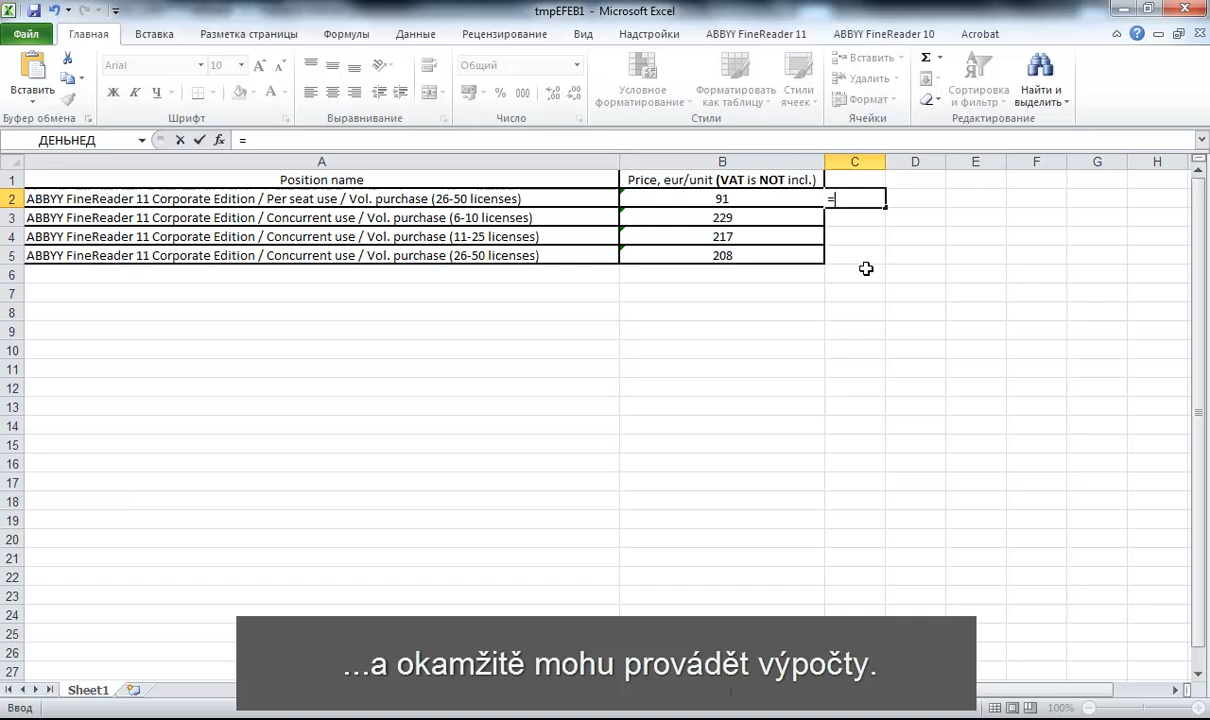 tmpEFEB1 - Microsoft Excel
Файл Главная Вставка Разметка страницы Формулы Данные Рецензирование Вид Надстройки ABBYY FineReader 11 ABBYY FineReader 10 Acrobat
Вставить
Arial 10
Ж К Ч
Общий
Условное форматирование
Форматировать как таблицу
Стили ячеек
Вставить
Удалить
Формат
Сортировка и фильтр
Найти и выделить
Буфер обмена Шрифт Выравнивание Число Стили Ячейки Редактирование
ДЕНЬНЕД =
A B C D E F G H
1 Position name Price, eur/unit (VAT is NOT incl.)
2 ABBYY FineReader 11 Corporate Edition / Per seat use / Vol. purchase (26-50 licenses) 91 =
3 ABBYY FineReader 11 Corporate Edition / Concurrent use / Vol. purchase (6-10 licenses) 229
4 ABBYY FineReader 11 Corporate Edition / Concurrent use / Vol. purchase (11-25 licenses) 217
5 ABBYY FineReader 11 Corporate Edition / Concurrent use / Vol. purchase (26-50 licenses) 208
6
7
8
9
10
11
12
13
14
15
16
17
18
19
20
21
22
23
24
25
26
27
...a okamžitě mohu provádět výpočty.
Sheet1
Ввод 100%